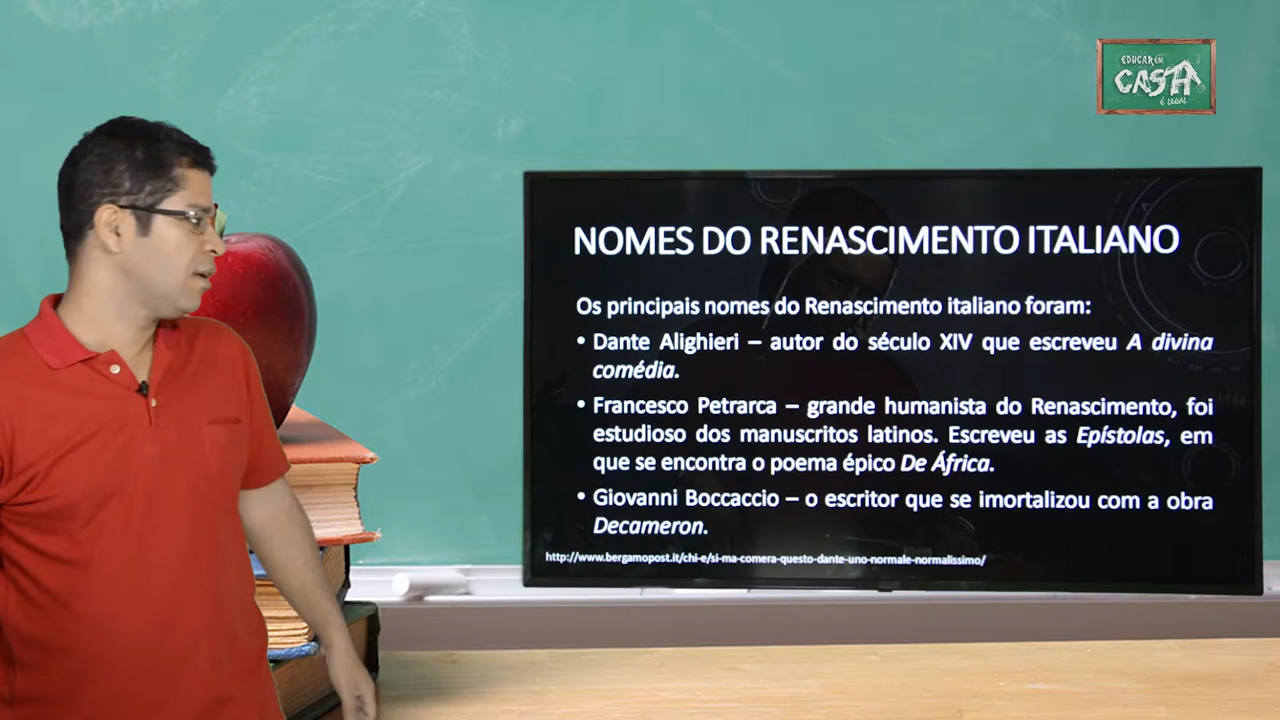 EDUCAR EM
CASA
É LEGAL
NOMES DO RENASCIMENTO ITALIANO
Os principais nomes do Renascimento italiano foram:
• Dante Alighieri – autor do século XIV que escreveu A divina
comédia.
• Francesco Petrarca – grande humanista do Renascimento, foi
estudioso dos manuscritos latinos. Escreveu as Epístolas, em
que se encontra o poema épico De África.
• Giovanni Boccaccio – o escritor que se imortalizou com a obra
Decameron.
http://www.bergamopost.it/chi-e/si-ma-comera-questo-dante-uno-normale-normalissimo/